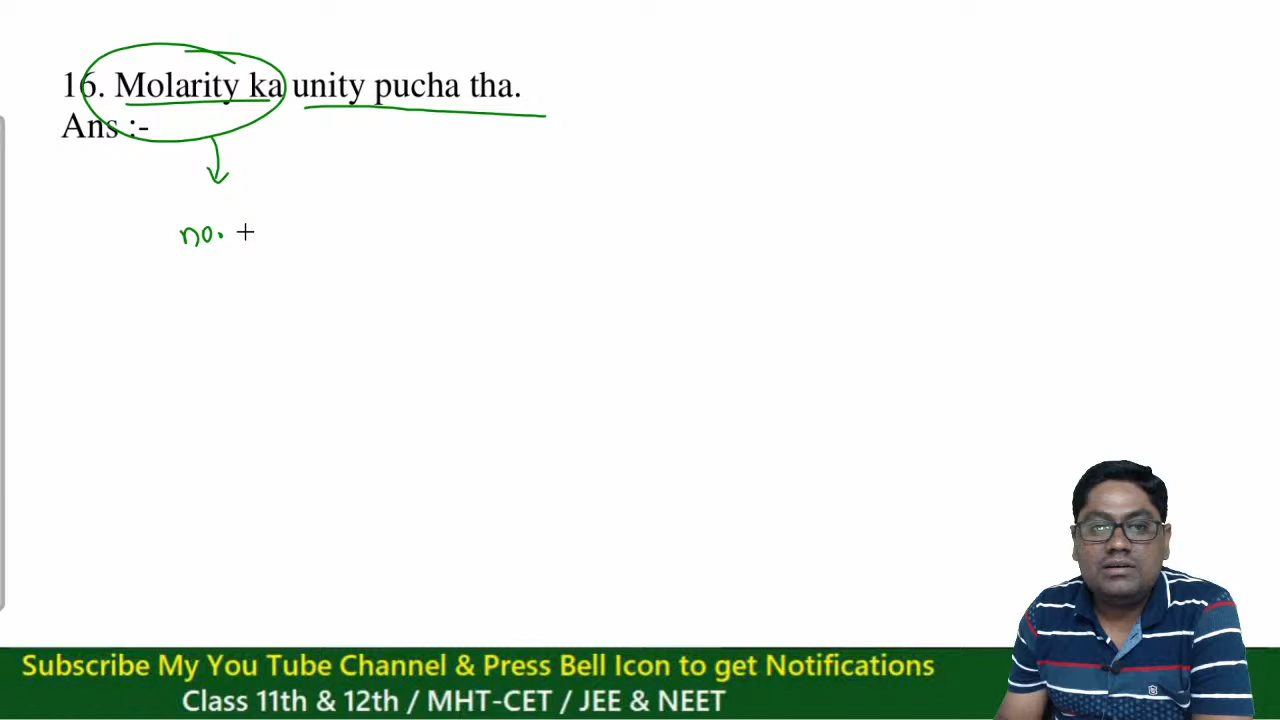 16. Molarity ka unity pucha tha.
Ans :-
no.
Subscribe My You Tube Channel & Press Bell Icon to get Notifications
Class 11th & 12th / MHT-CET / JEE & NEET